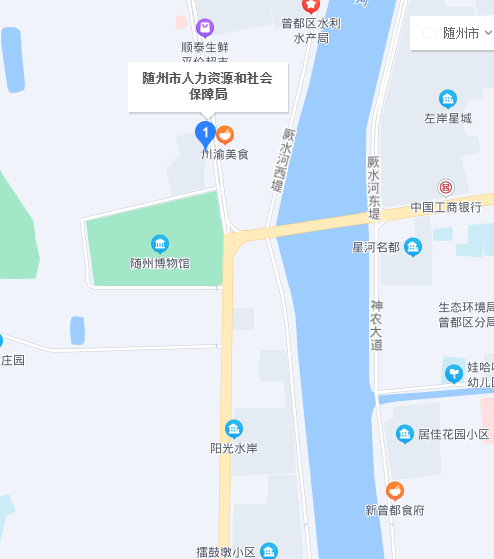 曾都区水利
水产局
随州市
顺泰生鲜
平价超市
随州市人力资源和社会
保障局
左岸星城
1
川渝美食
厥水河西堤
厥水河东堤
中国工商银行
随州博物馆
星河名都
生态环境局
曾都区分局
神农大道
庄园
娃哈
幼儿园
居佳花园小区
阳光水岸
新曾都食府
擂鼓墩小区